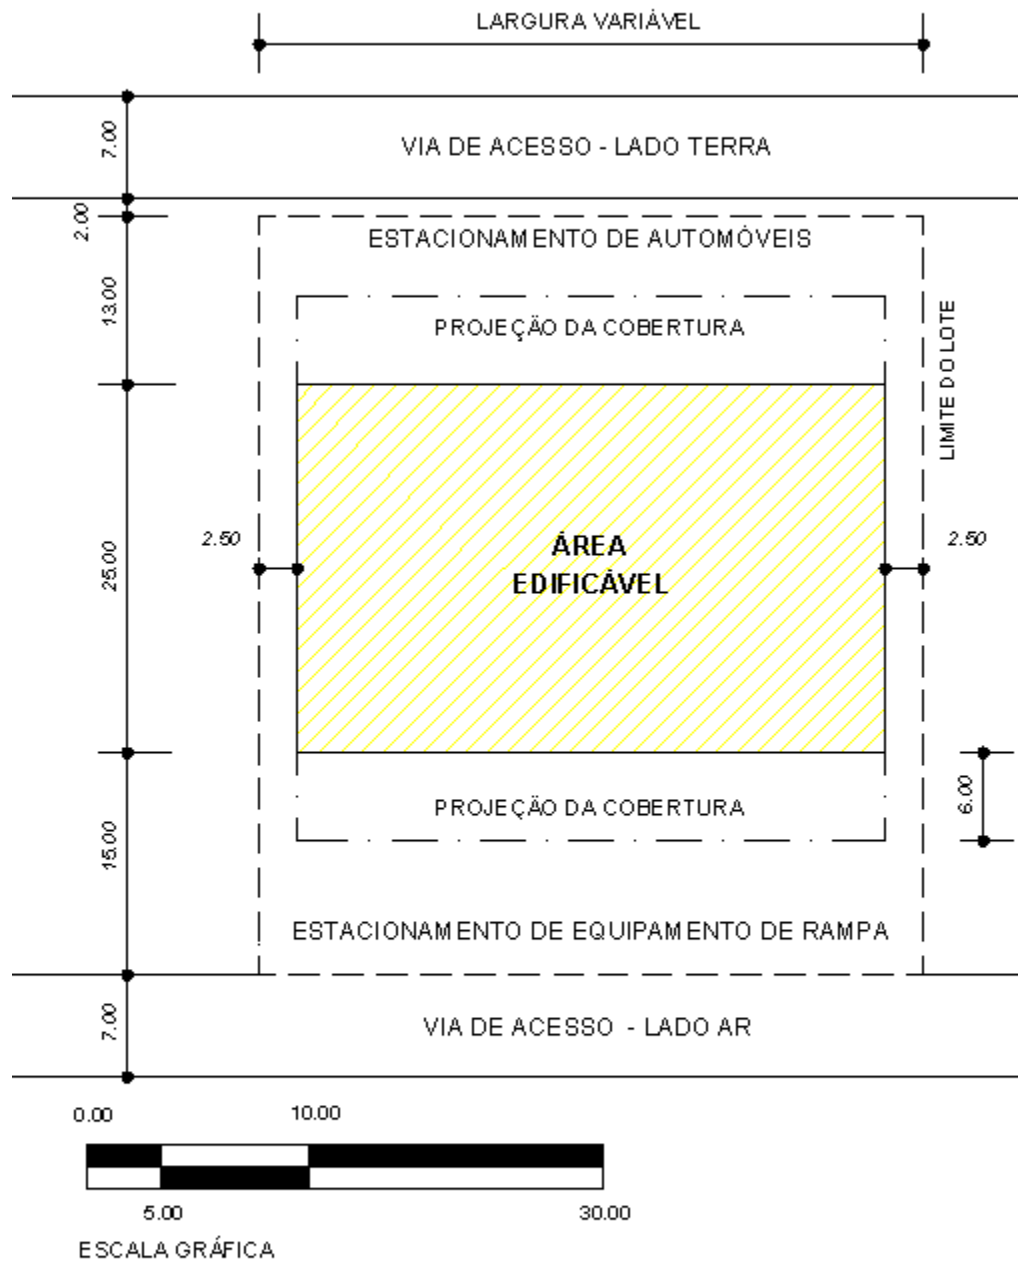 LARGURA VARIÁVEL
7.00
VIA DE ACESSO - LADO TERRA
2.00
ESTACIONAMENTO DE AUTOMÓVEIS
13.00
PROJEÇÃO DA COBERTURA
LIMITE DO LOTE
25.00
2.50
ÁREA
EDIFICÁVEL
2.50
PROJEÇÃO DA COBERTURA
6.00
15.00
ESTACIONAMENTO DE EQUIPAMENTO DE RAMPA
7.00
VIA DE ACESSO - LADO AR
0.00
10.00
5.00
30.00
ESCALA GRÁFICA